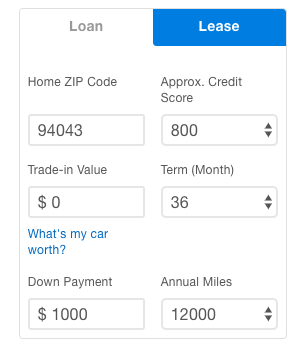 Loan Lease
Home ZIP Code Approx. Credit
Score
94043 800
Trade-in Value Term (Month)
$ 0 36
What's my car
worth?
Down Payment Annual Miles
$ 1000 12000